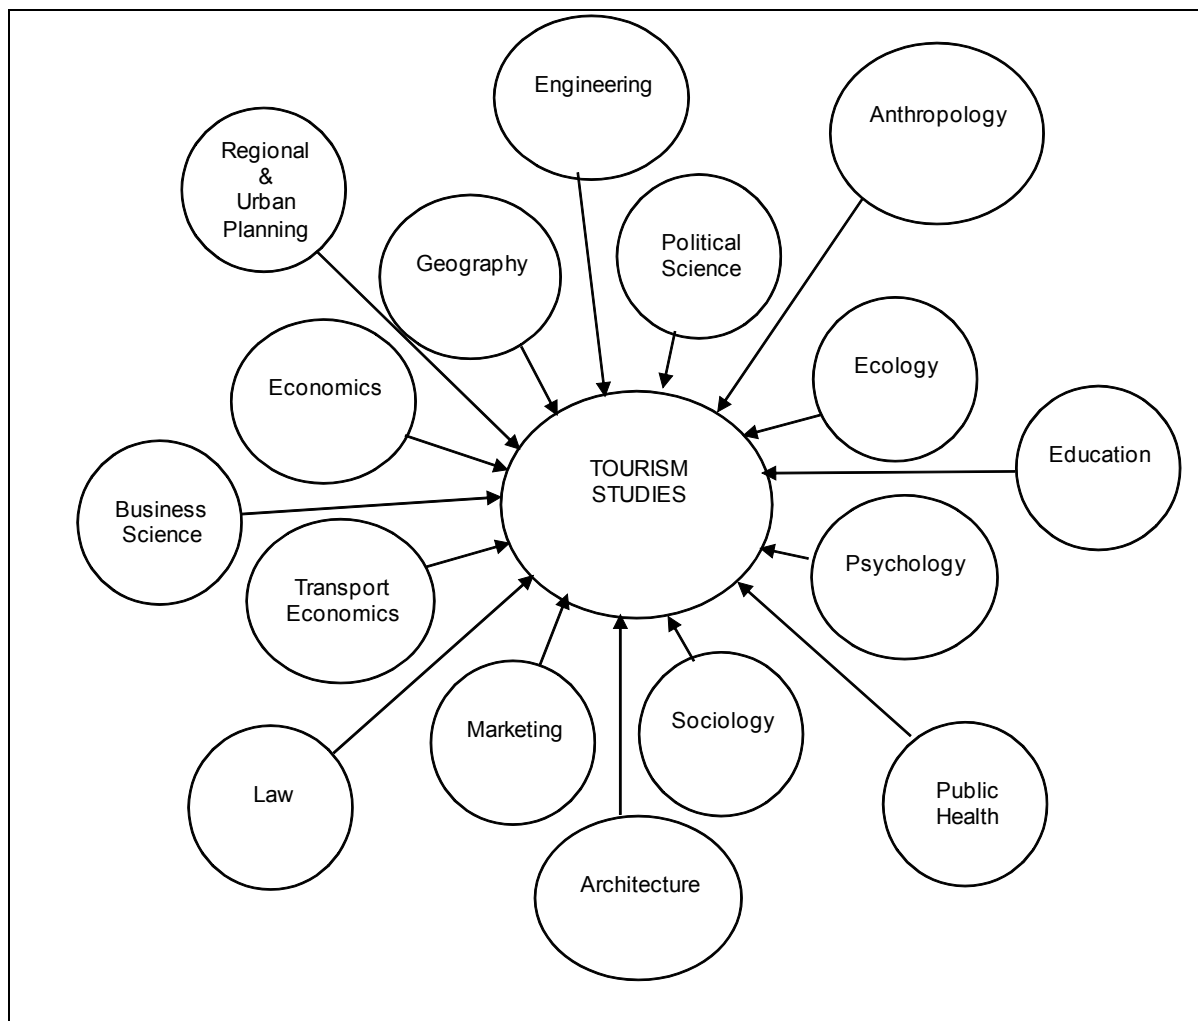 Engineering
Anthropology
Regional
&
Urban
Planning
Political
Science
Geography
Ecology
Economics
Education
TOURISM
STUDIES
Business
Science
Psychology
Transport
Economics
Sociology
Marketing
Law
Public
Health
Architecture